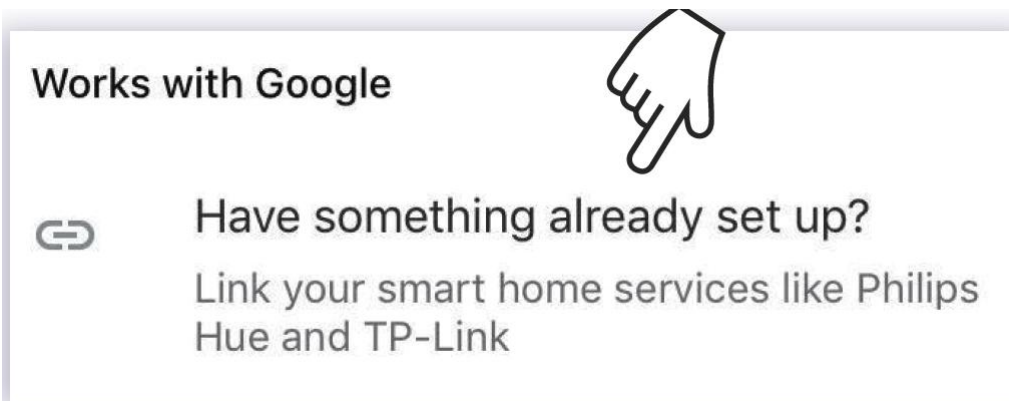 Works with Google
Have something already set up?
Link your smart home services like Philips
Hue and TP-Link